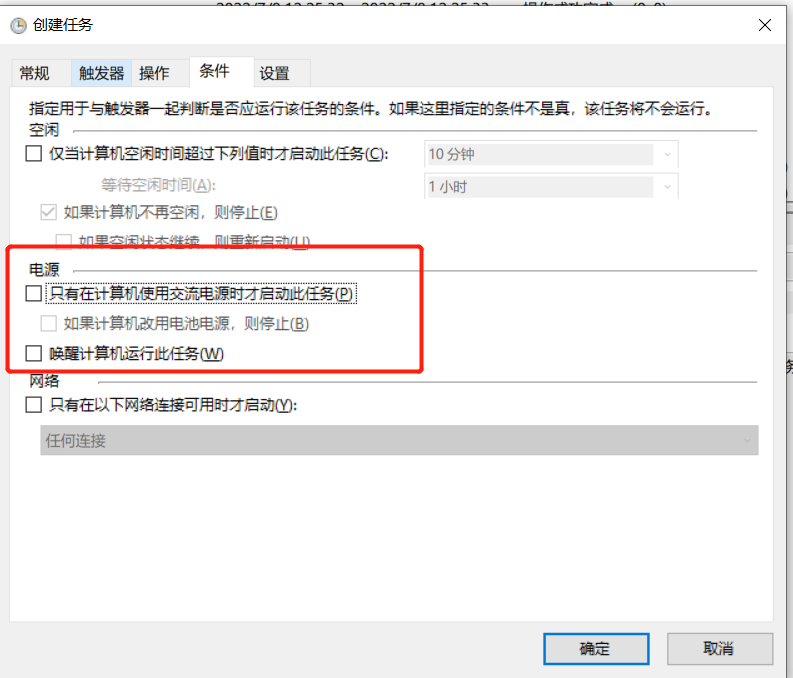 创建任务
常规 触发器 操作 条件 设置
指定用于与触发器一起判断是否应运行该任务的条件。如果这里指定的条件不是真，该任务将不会运行。
空闲
仅当计算机空闲时间超过下列值时才启动此任务(C): 10 分钟
等待空闲时间(A): 1 小时
如果计算机不再空闲，则停止(E)
如果空闲状态继续，则重新启动(U)
电源
只有在计算机使用交流电源时才启动此任务(P)
如果计算机改用电池电源，则停止(B)
唤醒计算机运行此任务(W)
网络
只有在以下网络连接可用时才启动(Y):
任何连接
确定 取消